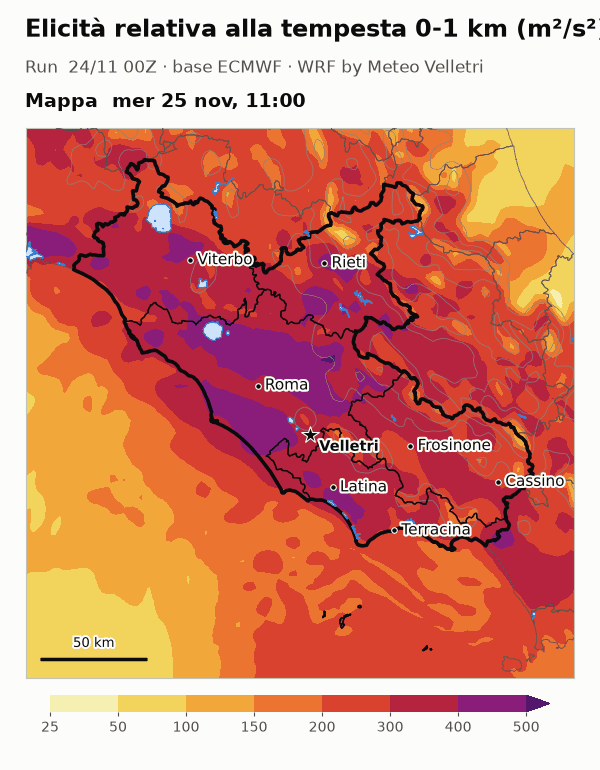 Elicità relativa alla tempesta 0-1 km (m²/s²)
Run 24/11 00Z · base ECMWF · WRF by Meteo Velletri
Mappa mer 25 nov, 11:00
Viterbo
Rieti
Roma
Velletri
Frosinone
Cassino
Latina
Terracina
50 km
25 50 100 150 200 300 400 500